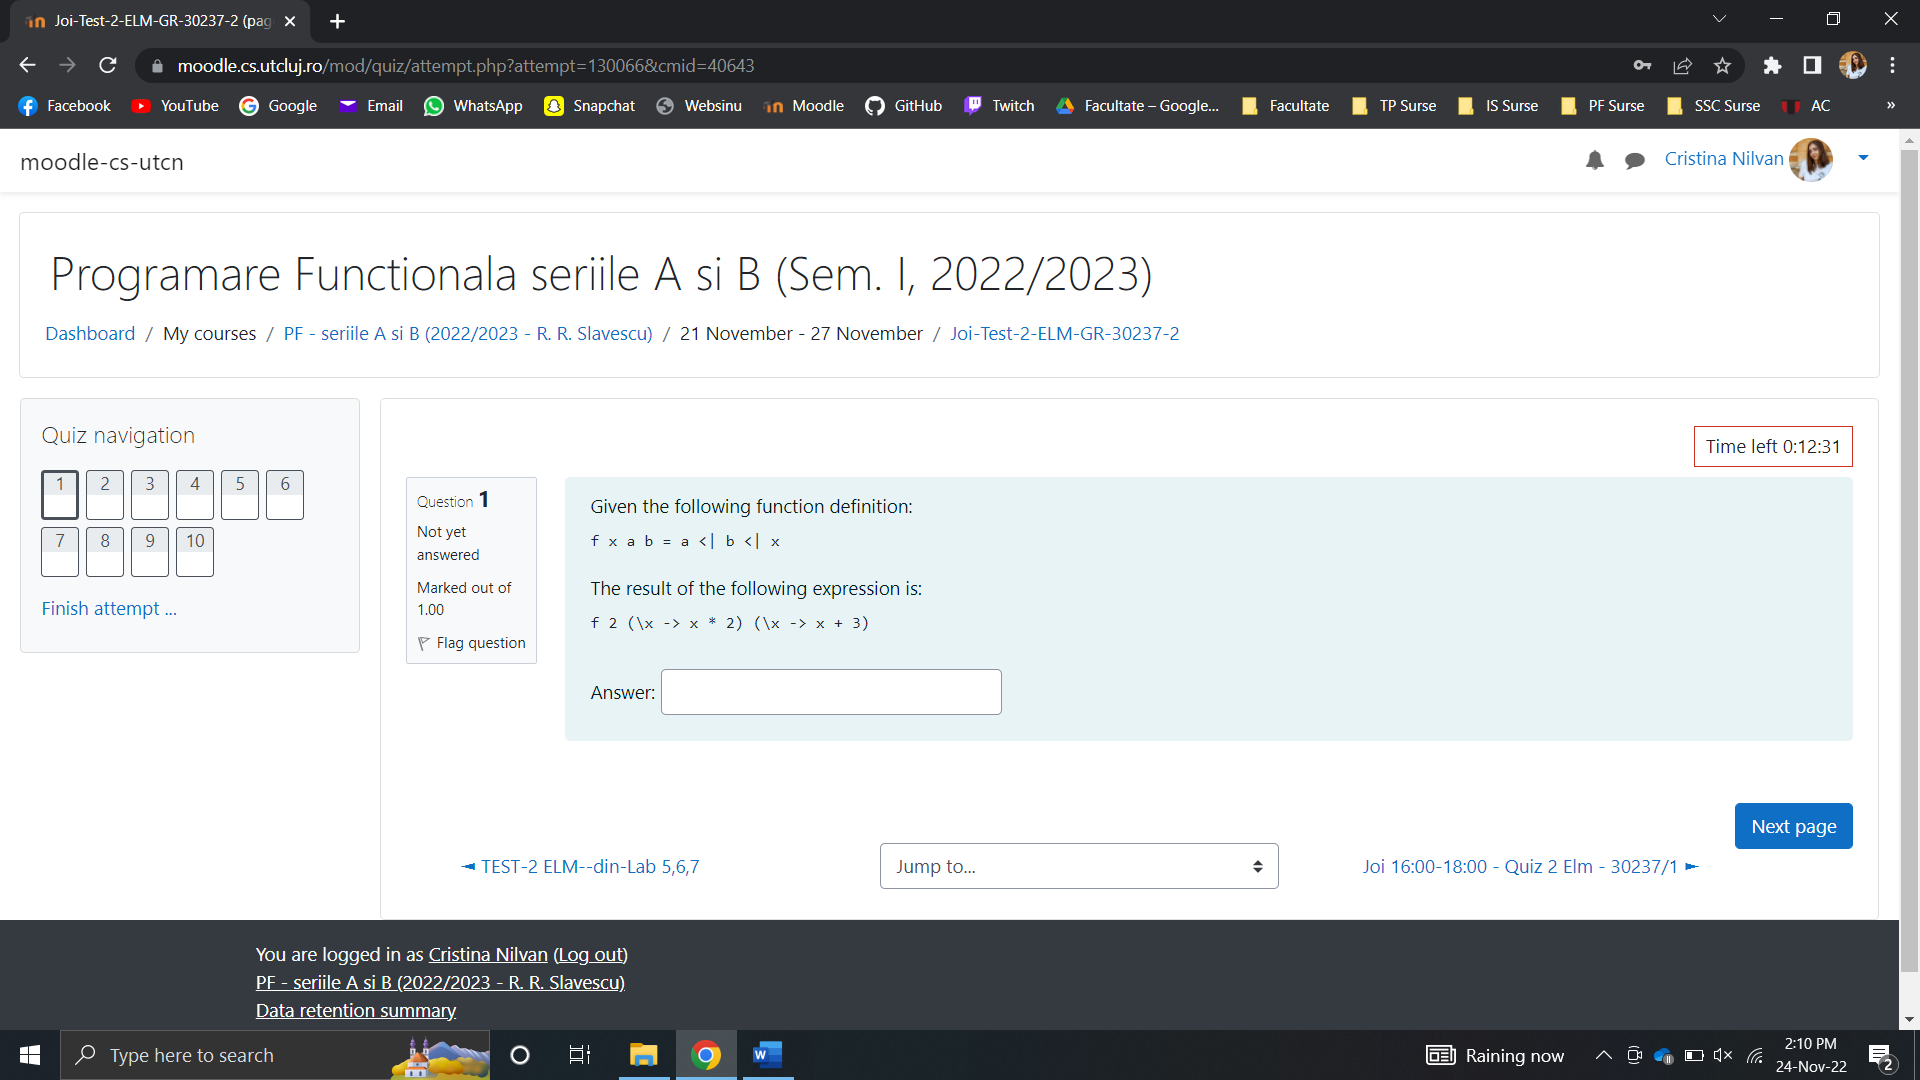 Joi-Test-2-ELM-GR-30237-2 (pag
moodle.cs.utcluj.ro/mod/quiz/attempt.php?attempt=130066&cmid=40643
Facebook YouTube Google Email WhatsApp Snapchat Websinu Moodle GitHub Twitch Facultate – Google... Facultate TP Surse IS Surse PF Surse SSC Surse AC »
moodle-cs-utcn
Cristina Nilvan
Programare Functionala seriile A si B (Sem. I, 2022/2023)
Dashboard / My courses / PF - seriile A si B (2022/2023 - R. R. Slavescu) / 21 November - 27 November / Joi-Test-2-ELM-GR-30237-2
Quiz navigation
1 2 3 4 5 6
7 8 9 10
Finish attempt ...
Time left 0:12:31
Question 1
Not yet
answered
Marked out of
1.00
Flag question
Given the following function definition:
f x a b = a <| b <| x
The result of the following expression is:
f 2 (\x -> x * 2) (\x -> x + 3)
Answer:
Next page
◄ TEST-2 ELM--din-Lab 5,6,7
Jump to...
Joi 16:00-18:00 - Quiz 2 Elm - 30237/1 ►
You are logged in as Cristina Nilvan (Log out)
PF - seriile A si B (2022/2023 - R. R. Slavescu)
Data retention summary
Type here to search
Raining now
2:10 PM
24-Nov-22
2